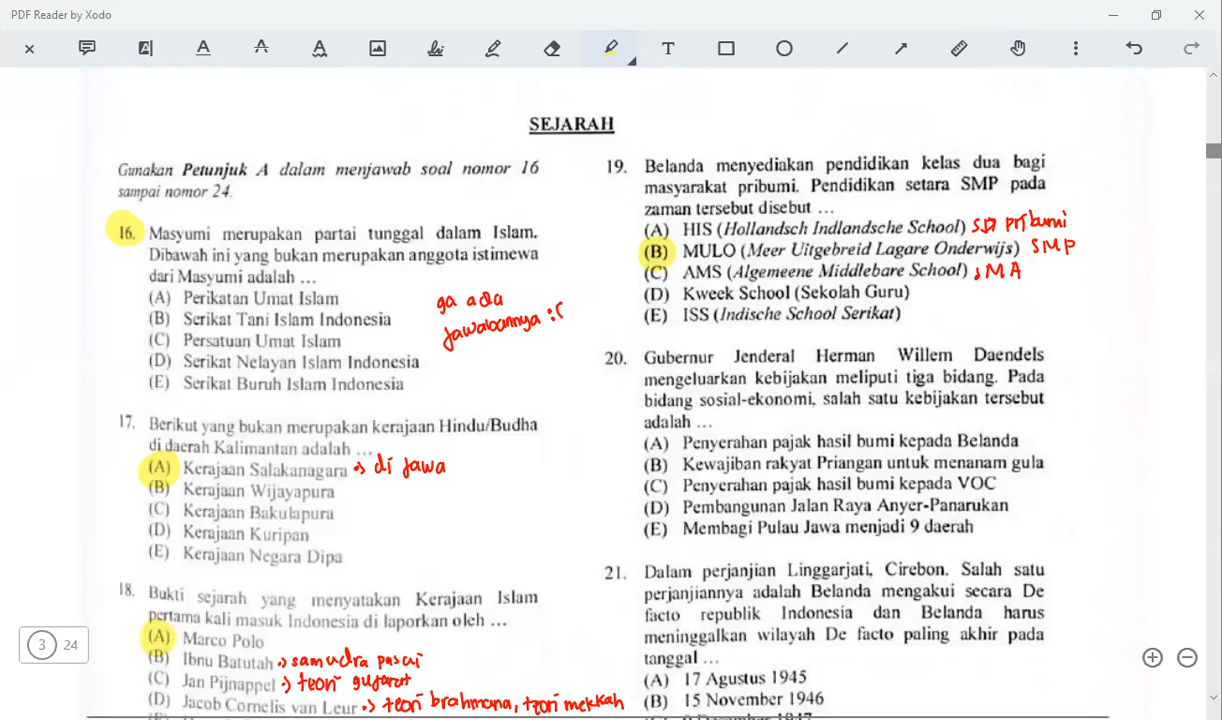 PDF Reader by Xodo
SEJARAH
Gunakan Petunjuk A dalam menjawab soal nomor 16
sampai nomor 24.
16. Masyumi merupakan partai tunggal dalam Islam.
Dibawah ini yang bukan merupakan anggota istimewa
dari Masyumi adalah ...
(A) Perikatan Umat Islam
(B) Serikat Tani Islam Indonesia
(C) Persatuan Umat Islam
(D) Serikat Nelayan Islam Indonesia
(E) Serikat Buruh Islam Indonesia
ga ada
jawabannya :(
17. Berikut yang bukan merupakan kerajaan Hindu/Budha
di daerah Kalimantan adalah ...
(A) Kerajaan Salakanagara → di jawa
(B) Kerajaan Wijayapura
(C) Kerajaan Bakulapura
(D) Kerajaan Kuripan
(E) Kerajaan Negara Dipa
18. Bukti sejarah yang menyatakan Kerajaan Islam
pertama kali masuk Indonesia di laporkan oleh ...
(A) Marco Polo
(B) Ibnu Batutah → samudra pasai
(C) Jan Pijnappel → teori gujarat
(D) Jacob Cornelis van Leur → teori brahmana, teori mekkah
19. Belanda menyediakan pendidikan kelas dua bagi
masyarakat pribumi. Pendidikan setara SMP pada
zaman tersebut disebut ...
(A) HIS (Hollandsch Indlandsche School) SD pribumi
(B) MULO (Meer Uitgebreid Lagare Onderwijs) SMP
(C) AMS (Algemeene Middlebare School) SMA
(D) Kweek School (Sekolah Guru)
(E) ISS (Indische School Serikat)
20. Gubernur Jenderal Herman Willem Daendels
mengeluarkan kebijakan meliputi tiga bidang. Pada
bidang sosial-ekonomi, salah satu kebijakan tersebut
adalah ...
(A) Penyerahan pajak hasil bumi kepada Belanda
(B) Kewajiban rakyat Priangan untuk menanam gula
(C) Penyerahan pajak hasil bumi kepada VOC
(D) Pembangunan Jalan Raya Anyer-Panarukan
(E) Membagi Pulau Jawa menjadi 9 daerah
21. Dalam perjanjian Linggarjati, Cirebon. Salah satu
perjanjiannya adalah Belanda mengakui secara De
facto republik Indonesia dan Belanda harus
meninggalkan wilayah De facto paling akhir pada
tanggal ...
(A) 17 Agustus 1945
(B) 15 November 1946
3 24